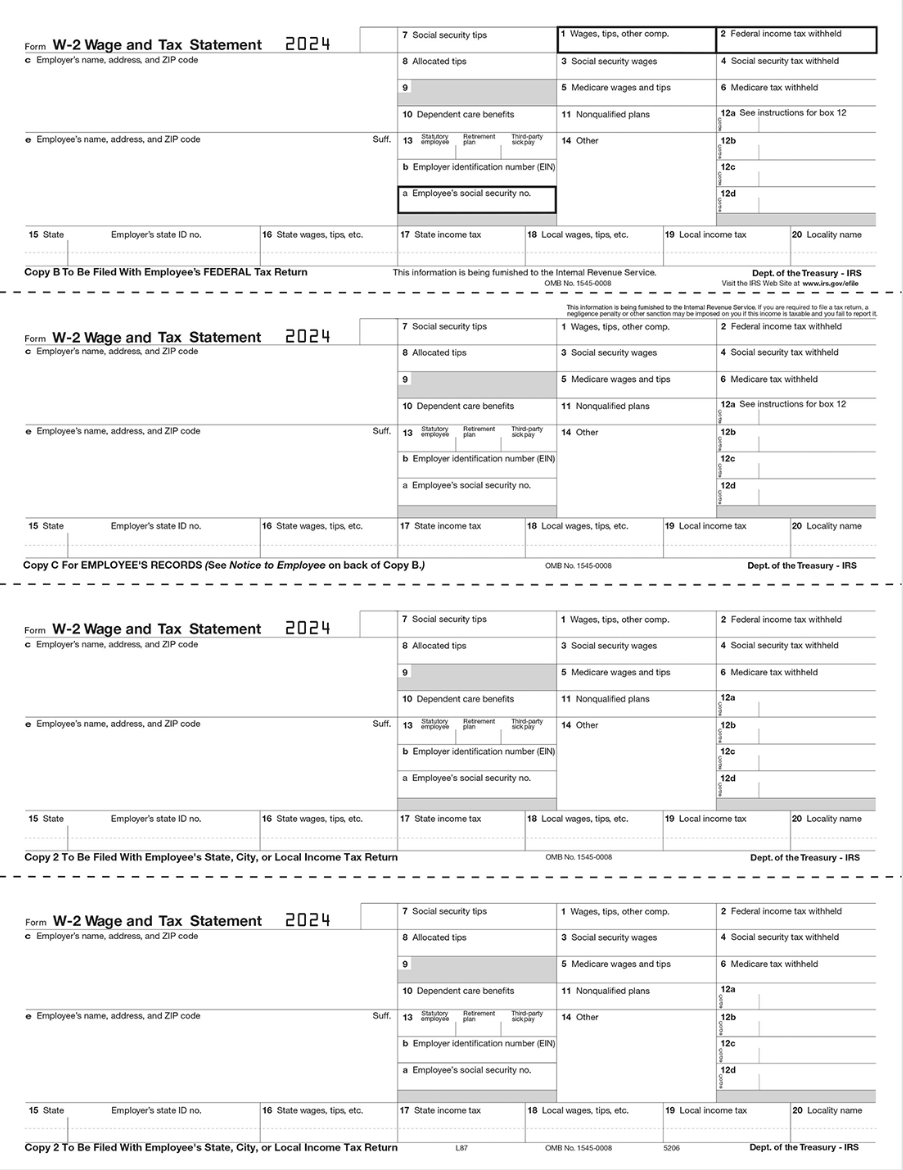 7 Social security tips 1 Wages, tips, other comp. 2 Federal income tax withheld
Form W-2 Wage and Tax Statement 2024
c Employer's name, address, and ZIP code 8 Allocated tips 3 Social security wages 4 Social security tax withheld
9 5 Medicare wages and tips 6 Medicare tax withheld
10 Dependent care benefits 11 Nonqualified plans 12a See instructions for box 12
Code
e Employee's name, address, and ZIP code Suff. 13 Statutory employee Retirement plan Third-party sick pay 14 Other 12b
Code
b Employer identification number (EIN) 12c
Code
a Employee's social security no. 12d
Code
15 State Employer's state ID no. 16 State wages, tips, etc. 17 State income tax 18 Local wages, tips, etc. 19 Local income tax 20 Locality name
Copy B To Be Filed With Employee's FEDERAL Tax Return This information is being furnished to the Internal Revenue Service. Dept. of the Treasury - IRS
OMB No. 1545-0008 Visit the IRS Web Site at www.irs.gov/efile
This information is being furnished to the Internal Revenue Service. If you are required to file a tax return, a
negligence penalty or other sanction may be imposed on you if this income is taxable and you fail to report it.
7 Social security tips 1 Wages, tips, other comp. 2 Federal income tax withheld
Form W-2 Wage and Tax Statement 2024
c Employer's name, address, and ZIP code 8 Allocated tips 3 Social security wages 4 Social security tax withheld
9 5 Medicare wages and tips 6 Medicare tax withheld
10 Dependent care benefits 11 Nonqualified plans 12a See instructions for box 12
Code
e Employee's name, address, and ZIP code Suff. 13 Statutory employee Retirement plan Third-party sick pay 14 Other 12b
Code
b Employer identification number (EIN) 12c
Code
a Employee's social security no. 12d
Code
15 State Employer's state ID no. 16 State wages, tips, etc. 17 State income tax 18 Local wages, tips, etc. 19 Local income tax 20 Locality name
Copy C For EMPLOYEE'S RECORDS (See Notice to Employee on back of Copy B.) OMB No. 1545-0008 Dept. of the Treasury - IRS
7 Social security tips 1 Wages, tips, other comp. 2 Federal income tax withheld
Form W-2 Wage and Tax Statement 2024
c Employer's name, address, and ZIP code 8 Allocated tips 3 Social security wages 4 Social security tax withheld
9 5 Medicare wages and tips 6 Medicare tax withheld
10 Dependent care benefits 11 Nonqualified plans 12a
Code
e Employee's name, address, and ZIP code Suff. 13 Statutory employee Retirement plan Third-party sick pay 14 Other 12b
Code
b Employer identification number (EIN) 12c
Code
a Employee's social security no. 12d
Code
15 State Employer's state ID no. 16 State wages, tips, etc. 17 State income tax 18 Local wages, tips, etc. 19 Local income tax 20 Locality name
Copy 2 To Be Filed With Employee's State, City, or Local Income Tax Return OMB No. 1545-0008 Dept. of the Treasury - IRS
7 Social security tips 1 Wages, tips, other comp. 2 Federal income tax withheld
Form W-2 Wage and Tax Statement 2024
c Employer's name, address, and ZIP code 8 Allocated tips 3 Social security wages 4 Social security tax withheld
9 5 Medicare wages and tips 6 Medicare tax withheld
10 Dependent care benefits 11 Nonqualified plans 12a
Code
e Employee's name, address, and ZIP code Suff. 13 Statutory employee Retirement plan Third-party sick pay 14 Other 12b
Code
b Employer identification number (EIN) 12c
Code
a Employee's social security no. 12d
Code
15 State Employer's state ID no. 16 State wages, tips, etc. 17 State income tax 18 Local wages, tips, etc. 19 Local income tax 20 Locality name
Copy 2 To Be Filed With Employee's State, City, or Local Income Tax Return L87 OMB No. 1545-0008 5206 Dept. of the Treasury - IRS